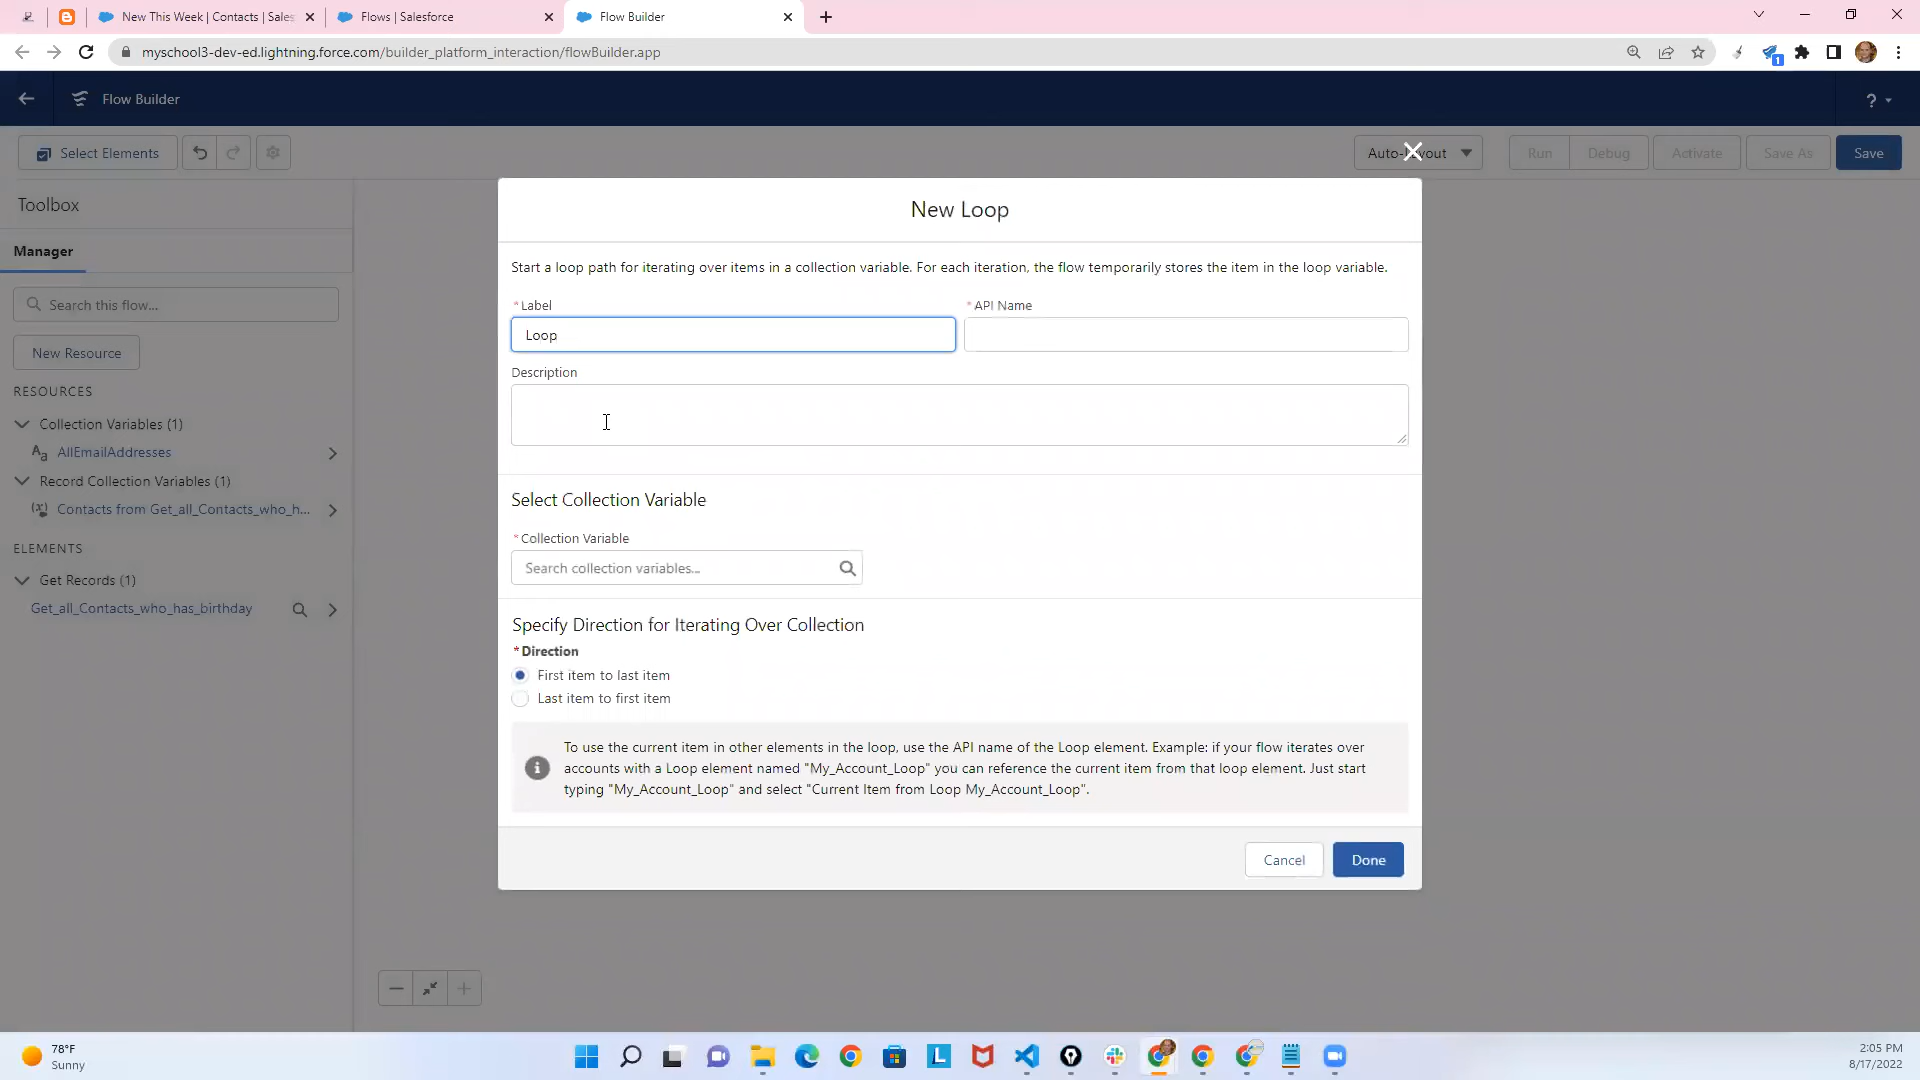 New This Week | Contacts | Sales
Flows | Salesforce
Flow Builder
myschool3-dev-ed.lightning.force.com/builder_platform_interaction/flowBuilder.app
1
Flow Builder
?
Select Elements
Auto-Layout
Run
Debug
Activate
Save As
Save
Toolbox
Manager
Search this flow...
New Resource
RESOURCES
Collection Variables (1)
AllEmailAddresses
Record Collection Variables (1)
Contacts from Get_all_Contacts_who_h...
ELEMENTS
Get Records (1)
Get_all_Contacts_who_has_birthday
New Loop
Start a loop path for iterating over items in a collection variable. For each iteration, the flow temporarily stores the item in the loop variable.
*Label
*API Name
Loop
Description
Select Collection Variable
*Collection Variable
Search collection variables...
Specify Direction for Iterating Over Collection
*Direction
First item to last item
Last item to first item
To use the current item in other elements in the loop, use the API name of the Loop element. Example: if your flow iterates over
accounts with a Loop element named "My_Account_Loop" you can reference the current item from that loop element. Just start
typing "My_Account_Loop" and select "Current Item from Loop My_Account_Loop".
Cancel
Done
78°F
Sunny
2:05 PM
8/17/2022